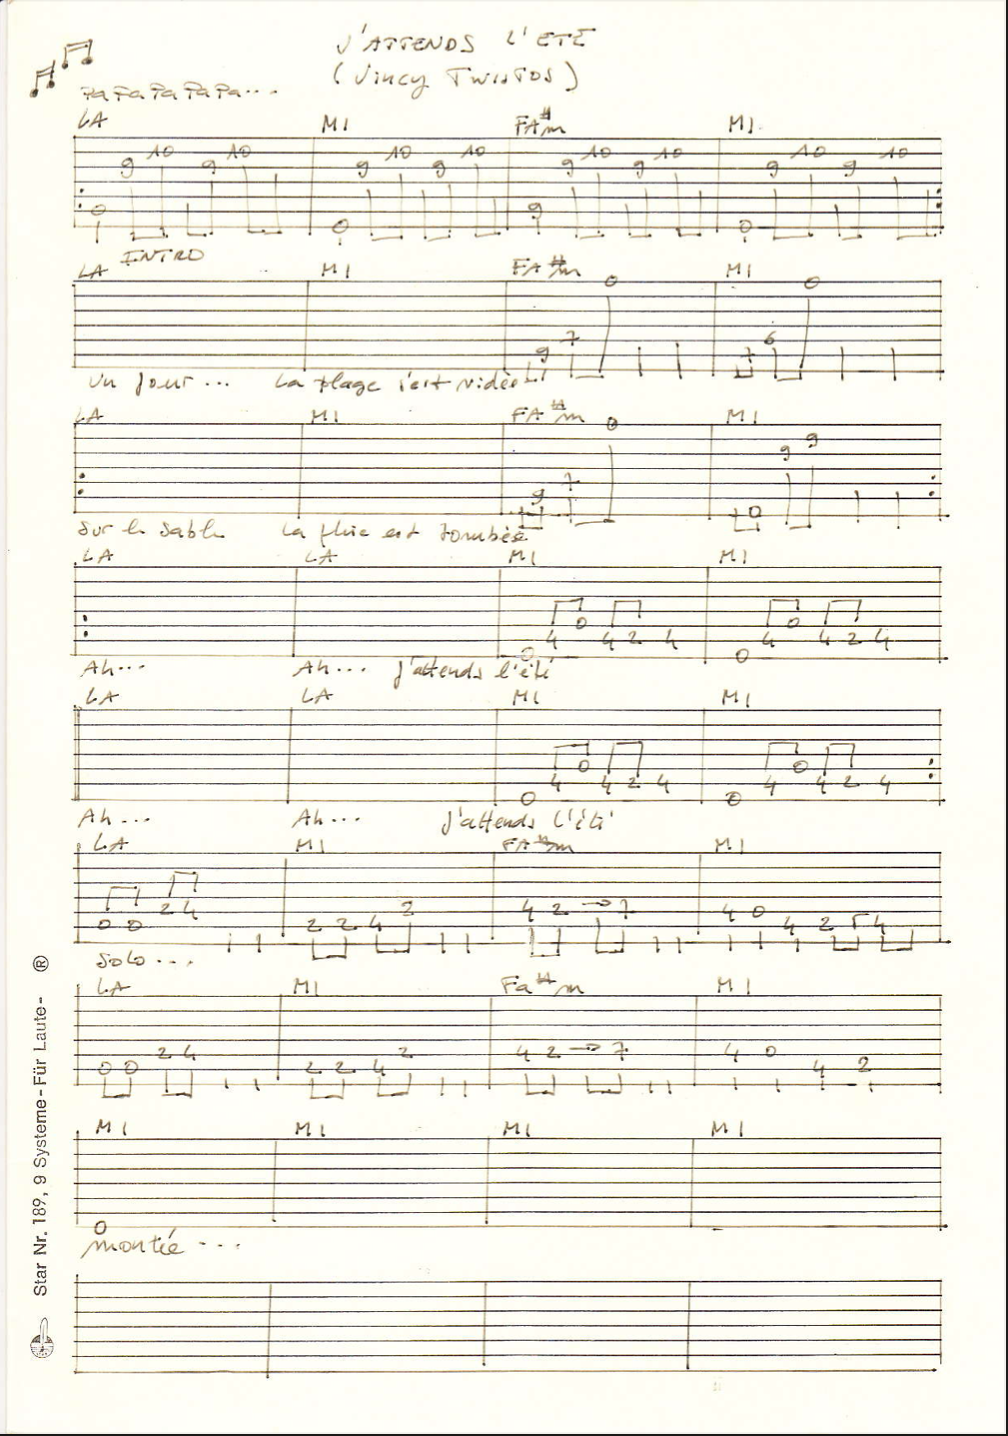 J'ATTENDS L'ETE
(Vincy TWISTOS)
Pa Pa Pa Pa Pa...
LA MI FA#m MI
9 10 9 10 9 10 9 10 9 10 9 10 9 10 9 10
0 0 9 0
INTRO
LA MI FA#m MI
0 0
9 7 7 6
un jour... La plage s'est vidée
LA MI FA#m MI
0 9 9
9 7 0
Sur le sable La pluie est tombée
LA LA MI MI
4 0 4 2 4 4 0 4 2 4
0 0
Ah... Ah... j'attends l'été
LA LA MI MI
4 0 4 2 4 4 0 4 2 4
0 0
Ah... Ah... j'attends l'été
LA MI FA#m MI
0 0 2 4 2 2 4 2 4 2 → 7 4 0 4 2 4
Solo...
LA MI Fa#m MI
0 0 2 4 2 2 4 2 4 2 → 7 4 0 4 2
MI MI MI MI
0
montée...
Star Nr. 189, 9 Systeme - Für Laute - ®